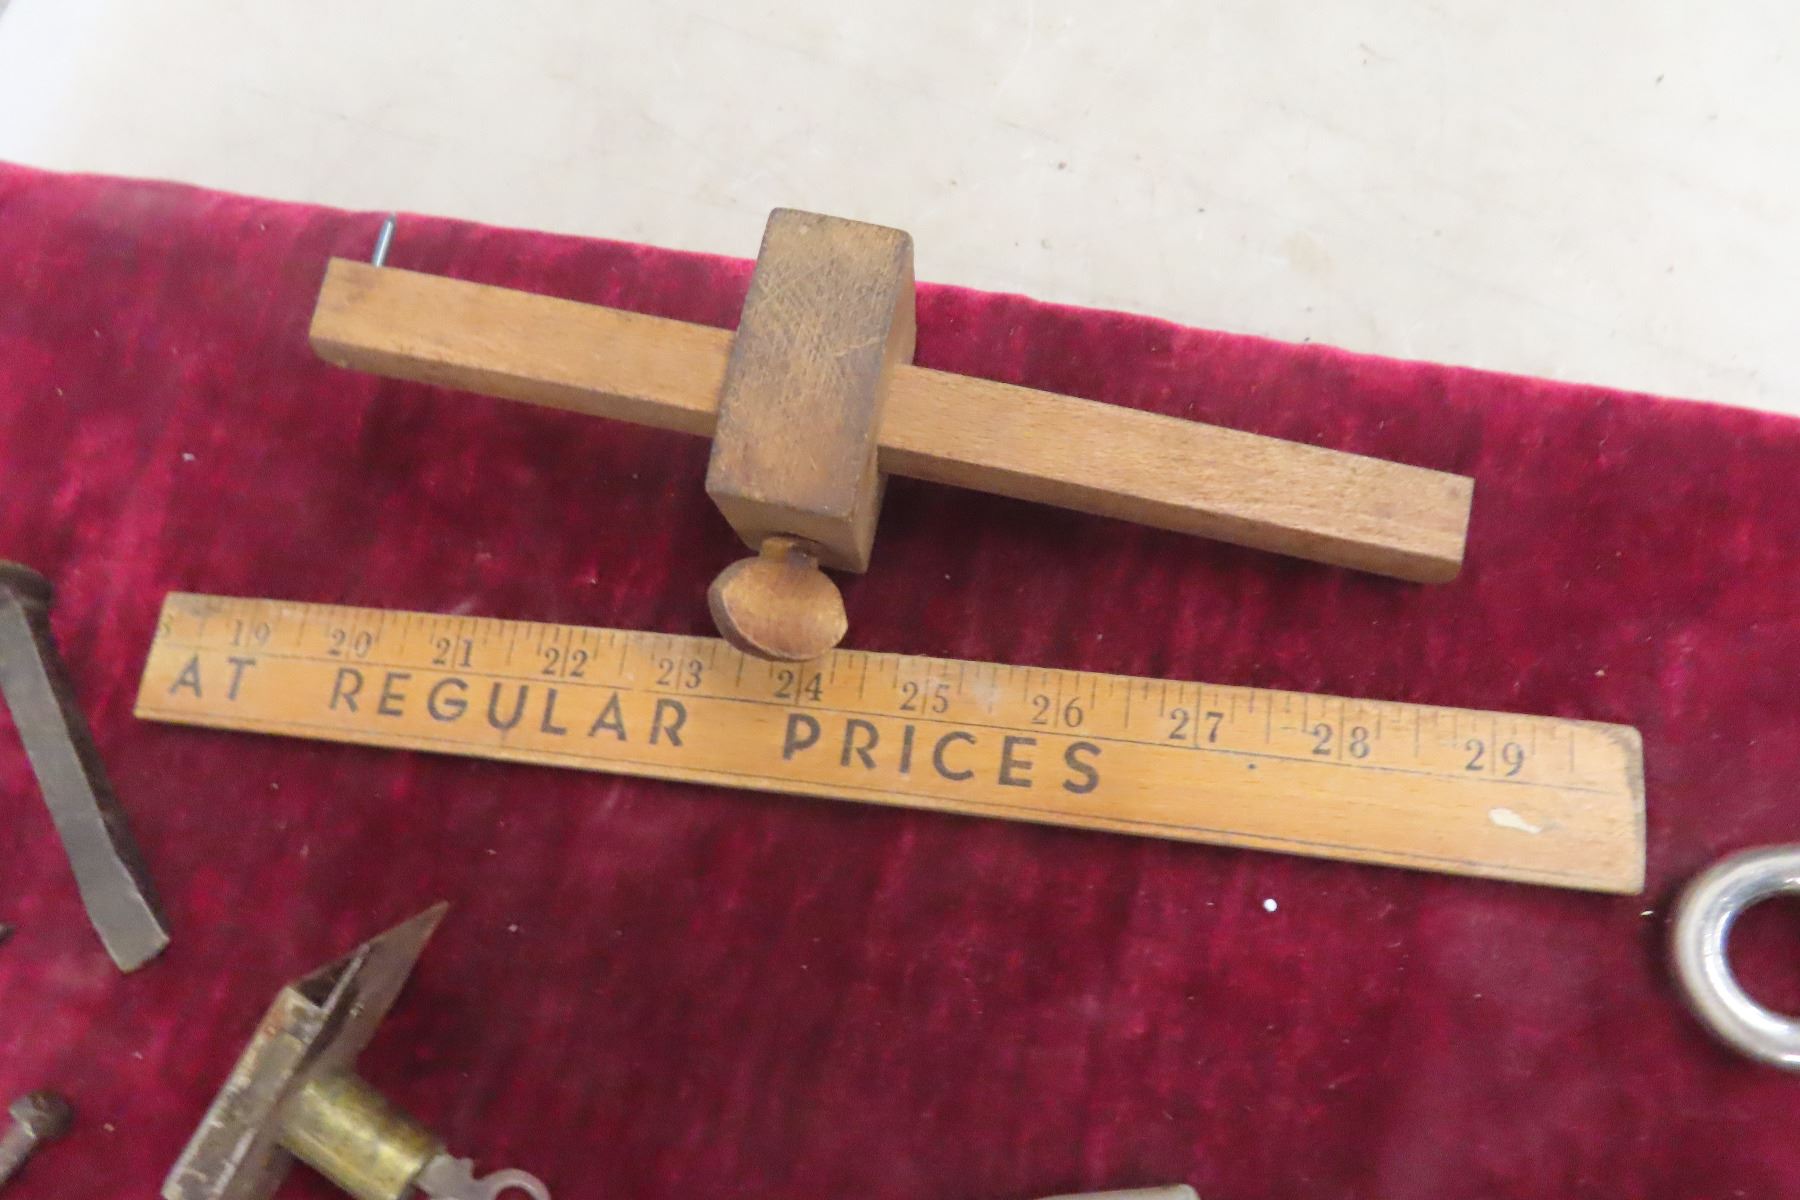 19 20 21 22 23 24 25 26 27 28 29
AT REGULAR PRICES